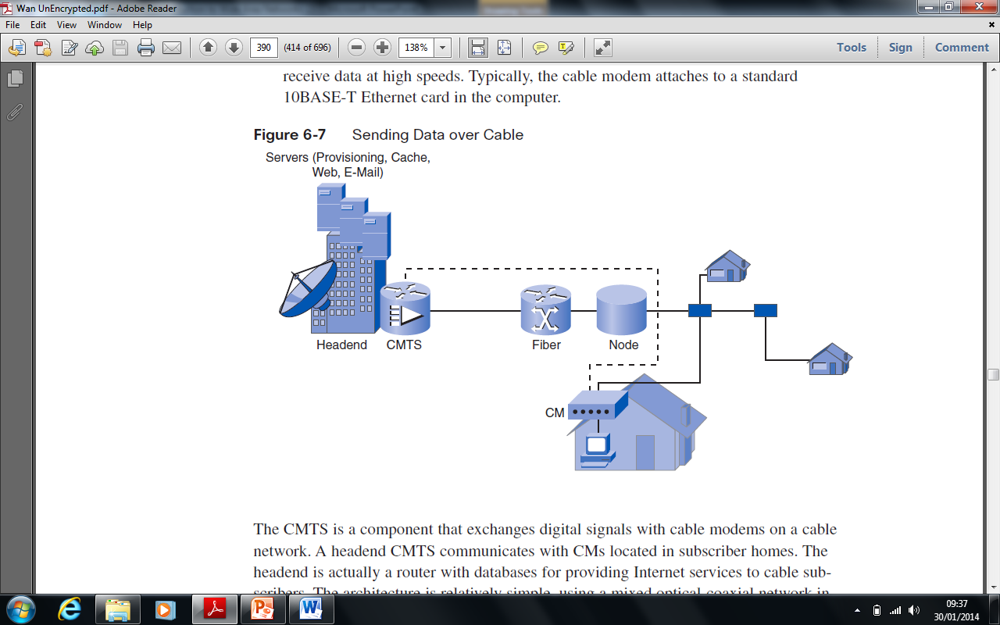 Wan UnEncrypted.pdf - Adobe Reader
File Edit View Window Help
390 (414 of 696) 138% Tools Sign Comment
receive data at high speeds. Typically, the cable modem attaches to a standard
10BASE-T Ethernet card in the computer.
Figure 6-7 Sending Data over Cable
Servers (Provisioning, Cache,
Web, E-Mail)
Headend CMTS Fiber Node
CM
The CMTS is a component that exchanges digital signals with cable modems on a cable
network. A headend CMTS communicates with CMs located in subscriber homes. The
headend is actually a router with databases for providing Internet services to cable sub-
scribers. The architecture is relatively simple, using a mixed optical-coaxial network in
09:37
30/01/2014